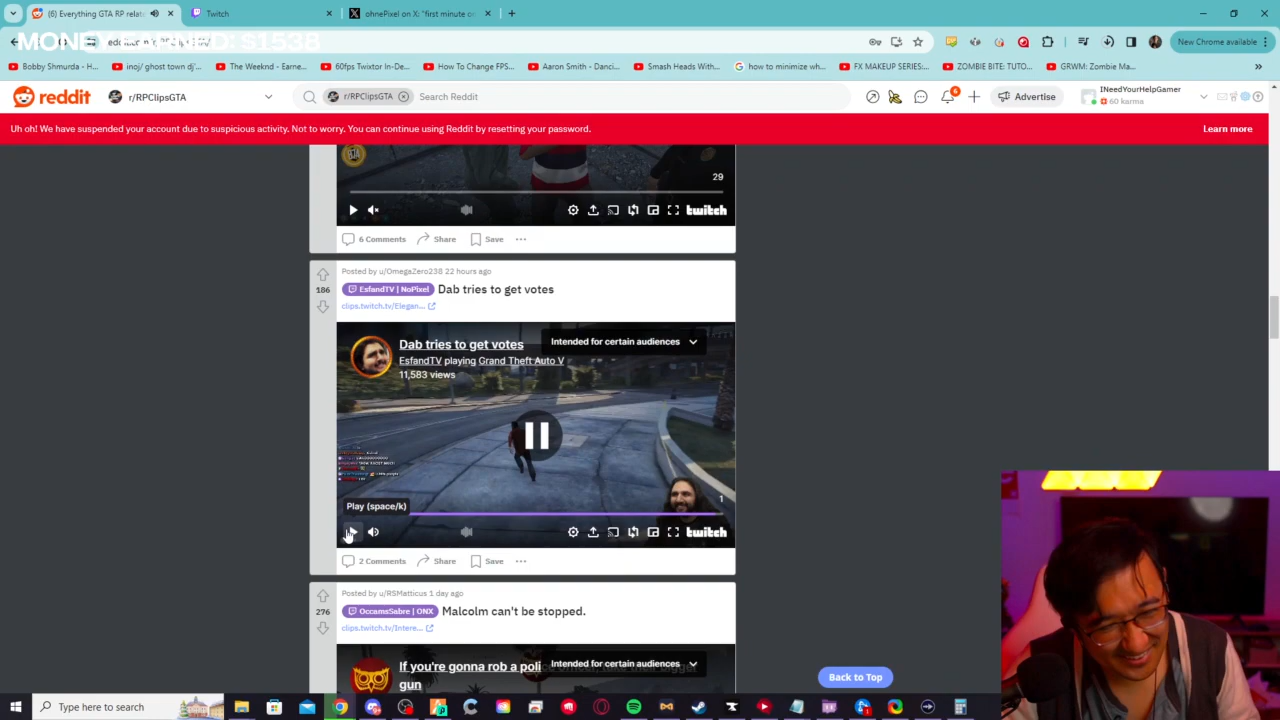 (6) Everything GTA RP relate
Twitch
ohnePixel on X: "first minute o
MONEY EARNED: $1538
New Chrome available
Bobby Shmurda - H...
inoj/ ghost town dj'...
The Weeknd - Earne...
60fps Twixtor In-De...
How To Change FPS...
Aaron Smith - Danci...
Smash Heads With...
how to minimize wh...
FX MAKEUP SERIES:...
ZOMBIE BITE: TUTO...
GRWM: Zombie Ma...
reddit
r/RPClipsGTA
r/RPClipsGTA
Search Reddit
6
Advertise
INeedYourHelpGamer
60 karma
Uh oh! We have suspended your account due to suspicious activity. Not to worry. You can continue using Reddit by resetting your password.
Learn more
29
twitch
6 Comments
Share
Save
Posted by u/OmegaZero238 22 hours ago
186
EsfandTV | NoPixel
Dab tries to get votes
clips.twitch.tv/Elegan...
Dab tries to get votes
Intended for certain audiences
EsfandTV playing Grand Theft Auto V
11,583 views
Play (space/k)
1
twitch
2 Comments
Share
Save
Posted by u/RSMatticus 1 day ago
276
OccamsSabre | ONX
Malcolm can't be stopped.
clips.twitch.tv/Intere...
If you're gonna rob a poli
Intended for certain audiences
gun
Back to Top
Type here to search